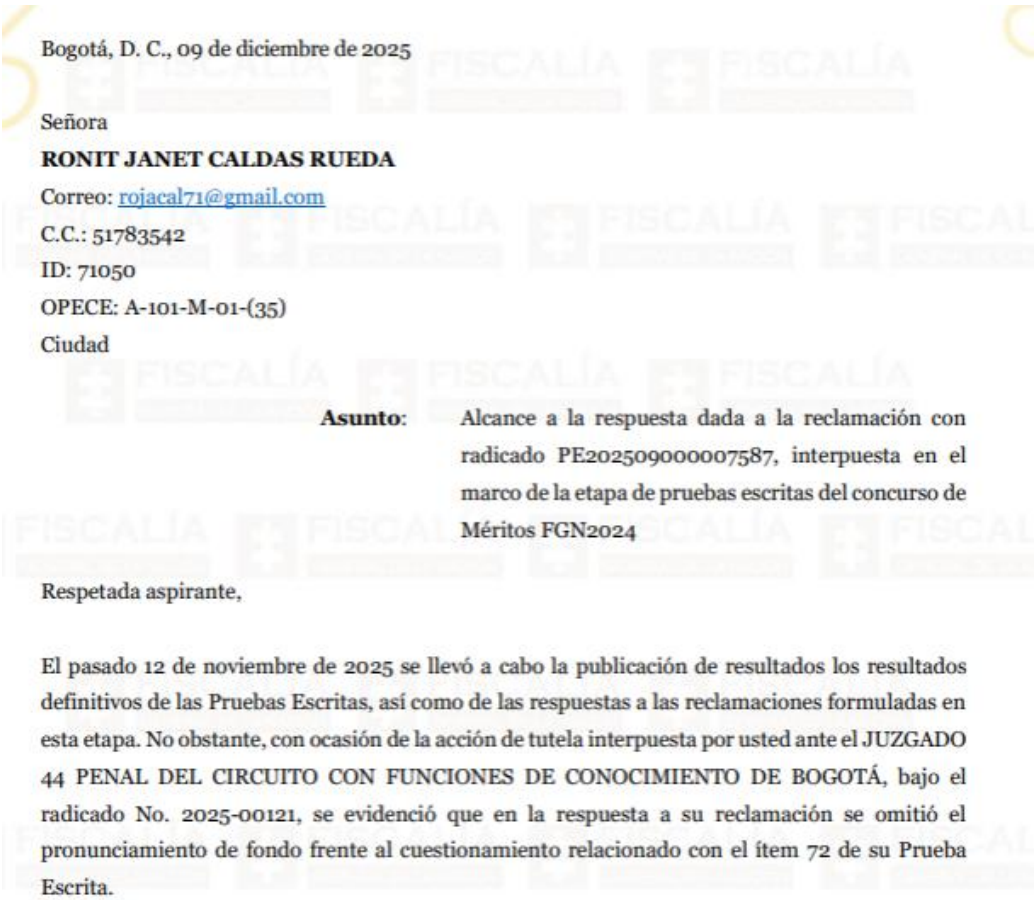 Bogotá, D. C., 09 de diciembre de 2025
Señora
RONIT JANET CALDAS RUEDA
Correo: rojacal71@gmail.com
C.C.: 51783542
ID: 71050
OPECE: A-101-M-01-(35)
Ciudad
Asunto: Alcance a la respuesta dada a la reclamación con
radicado PE202509000007587, interpuesta en el
marco de la etapa de pruebas escritas del concurso de
Méritos FGN2024
Respetada aspirante,
El pasado 12 de noviembre de 2025 se llevó a cabo la publicación de resultados los resultados
definitivos de las Pruebas Escritas, así como de las respuestas a las reclamaciones formuladas en
esta etapa. No obstante, con ocasión de la acción de tutela interpuesta por usted ante el JUZGADO
44 PENAL DEL CIRCUITO CON FUNCIONES DE CONOCIMIENTO DE BOGOTÁ, bajo el
radicado No. 2025-00121, se evidenció que en la respuesta a su reclamación se omitió el
pronunciamiento de fondo frente al cuestionamiento relacionado con el ítem 72 de su Prueba
Escrita.